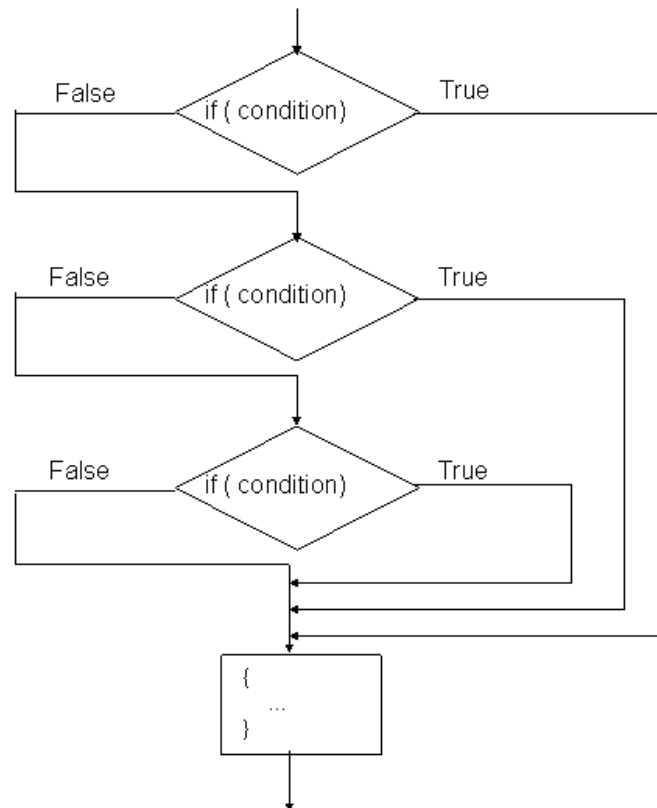 False
if ( condition)
True
False
if ( condition)
True
False
if ( condition)
True
{
...
}